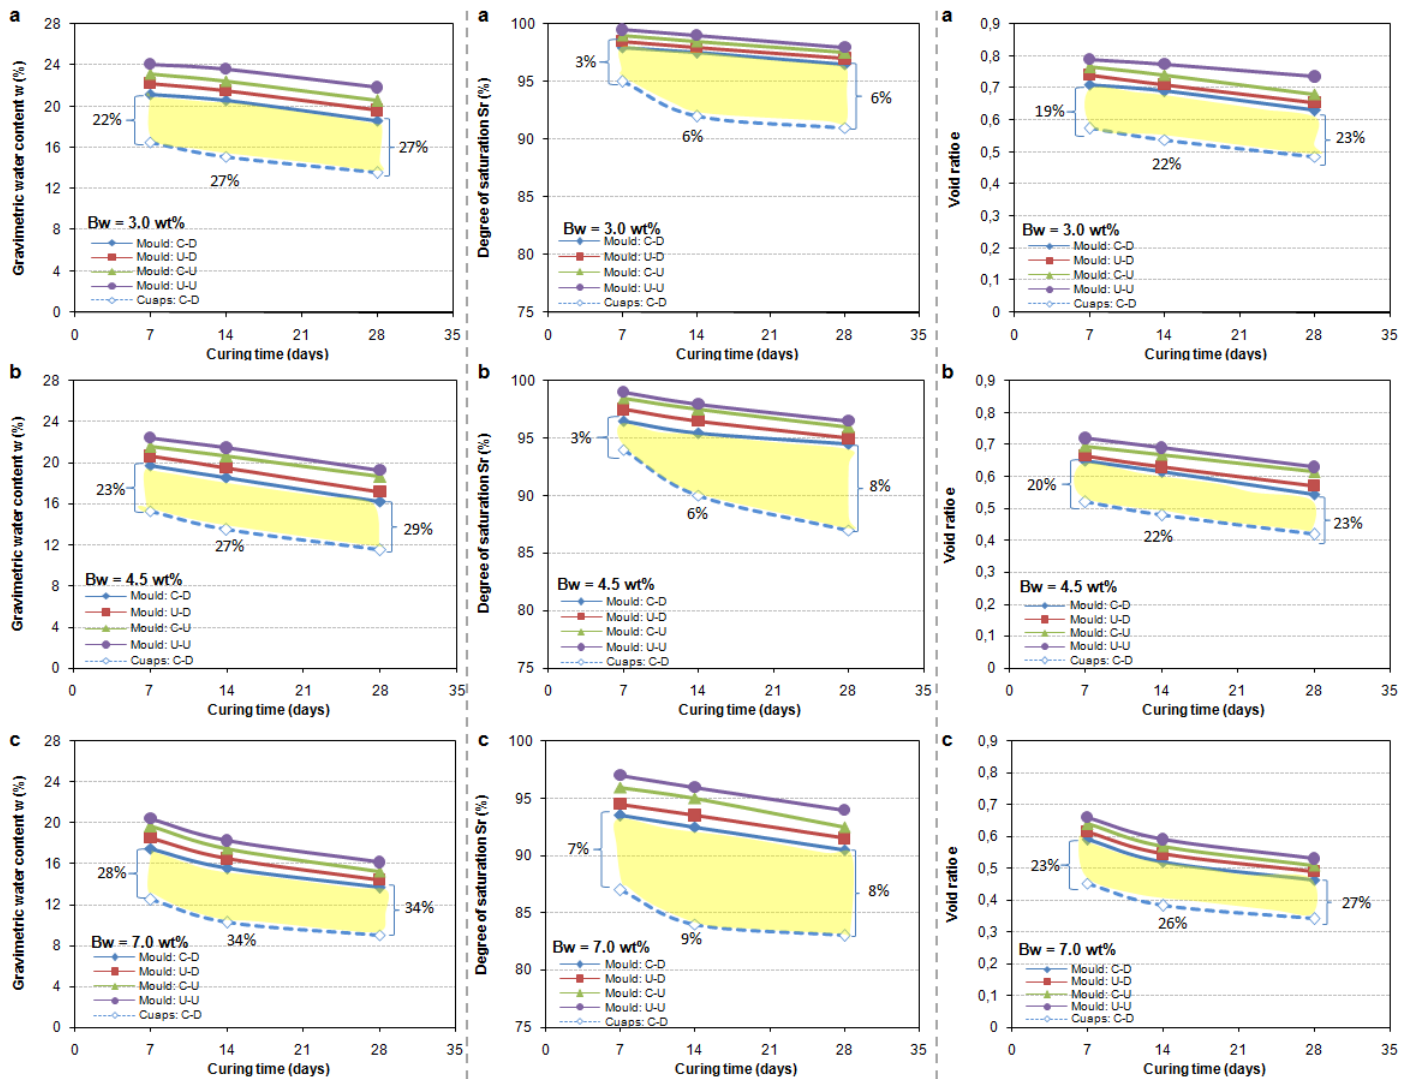 a
Gravimetric water content w (%)
28
24
20
16
12
8
4
0
22%
27%
27%
Bw = 3.0 wt%
Mould: C-D
Mould: U-D
Mould: C-U
Mould: U-U
Cuaps: C-D
0 7 14 21 28 35
Curing time (days)
a
Degree of saturation Sr (%)
100
95
90
85
80
75
3%
6%
6%
Bw = 3.0 wt%
Mould: C-D
Mould: U-D
Mould: C-U
Mould: U-U
Cuaps: C-D
0 7 14 21 28 35
Curing time (days)
a
Void ratio e
0,9
0,8
0,7
0,6
0,5
0,4
0,3
0,2
0,1
0
19%
22%
23%
Bw = 3.0 wt%
Mould: C-D
Mould: U-D
Mould: C-U
Mould: U-U
Cuaps: C-D
0 7 14 21 28 35
Curing time (days)
b
Gravimetric water content w (%)
28
24
20
16
12
8
4
0
23%
27%
29%
Bw = 4.5 wt%
Mould: C-D
Mould: U-D
Mould: C-U
Mould: U-U
Cuaps: C-D
0 7 14 21 28 35
Curing time (days)
b
Degree of saturation Sr (%)
100
95
90
85
80
75
3%
6%
8%
Bw = 4.5 wt%
Mould: C-D
Mould: U-D
Mould: C-U
Mould: U-U
Cuaps: C-D
0 7 14 21 28 35
Curing time (days)
b
Void ratio e
0,9
0,8
0,7
0,6
0,5
0,4
0,3
0,2
0,1
0
20%
22%
23%
Bw = 4.5 wt%
Mould: C-D
Mould: U-D
Mould: C-U
Mould: U-U
Cuaps: C-D
0 7 14 21 28 35
Curing time (days)
c
Gravimetric water content w (%)
28
24
20
16
12
8
4
0
28%
34%
34%
Bw = 7.0 wt%
Mould: C-D
Mould: U-D
Mould: C-U
Mould: U-U
Cuaps: C-D
0 7 14 21 28 35
Curing time (days)
c
Degree of saturation Sr (%)
100
95
90
85
80
75
7%
9%
8%
Bw = 7.0 wt%
Mould: C-D
Mould: U-D
Mould: C-U
Mould: U-U
Cuaps: C-D
0 7 14 21 28 35
Curing time (days)
c
Void ratio e
0,9
0,8
0,7
0,6
0,5
0,4
0,3
0,2
0,1
0
23%
26%
27%
Bw = 7.0 wt%
Mould: C-D
Mould: U-D
Mould: C-U
Mould: U-U
Cuaps: C-D
0 7 14 21 28 35
Curing time (days)